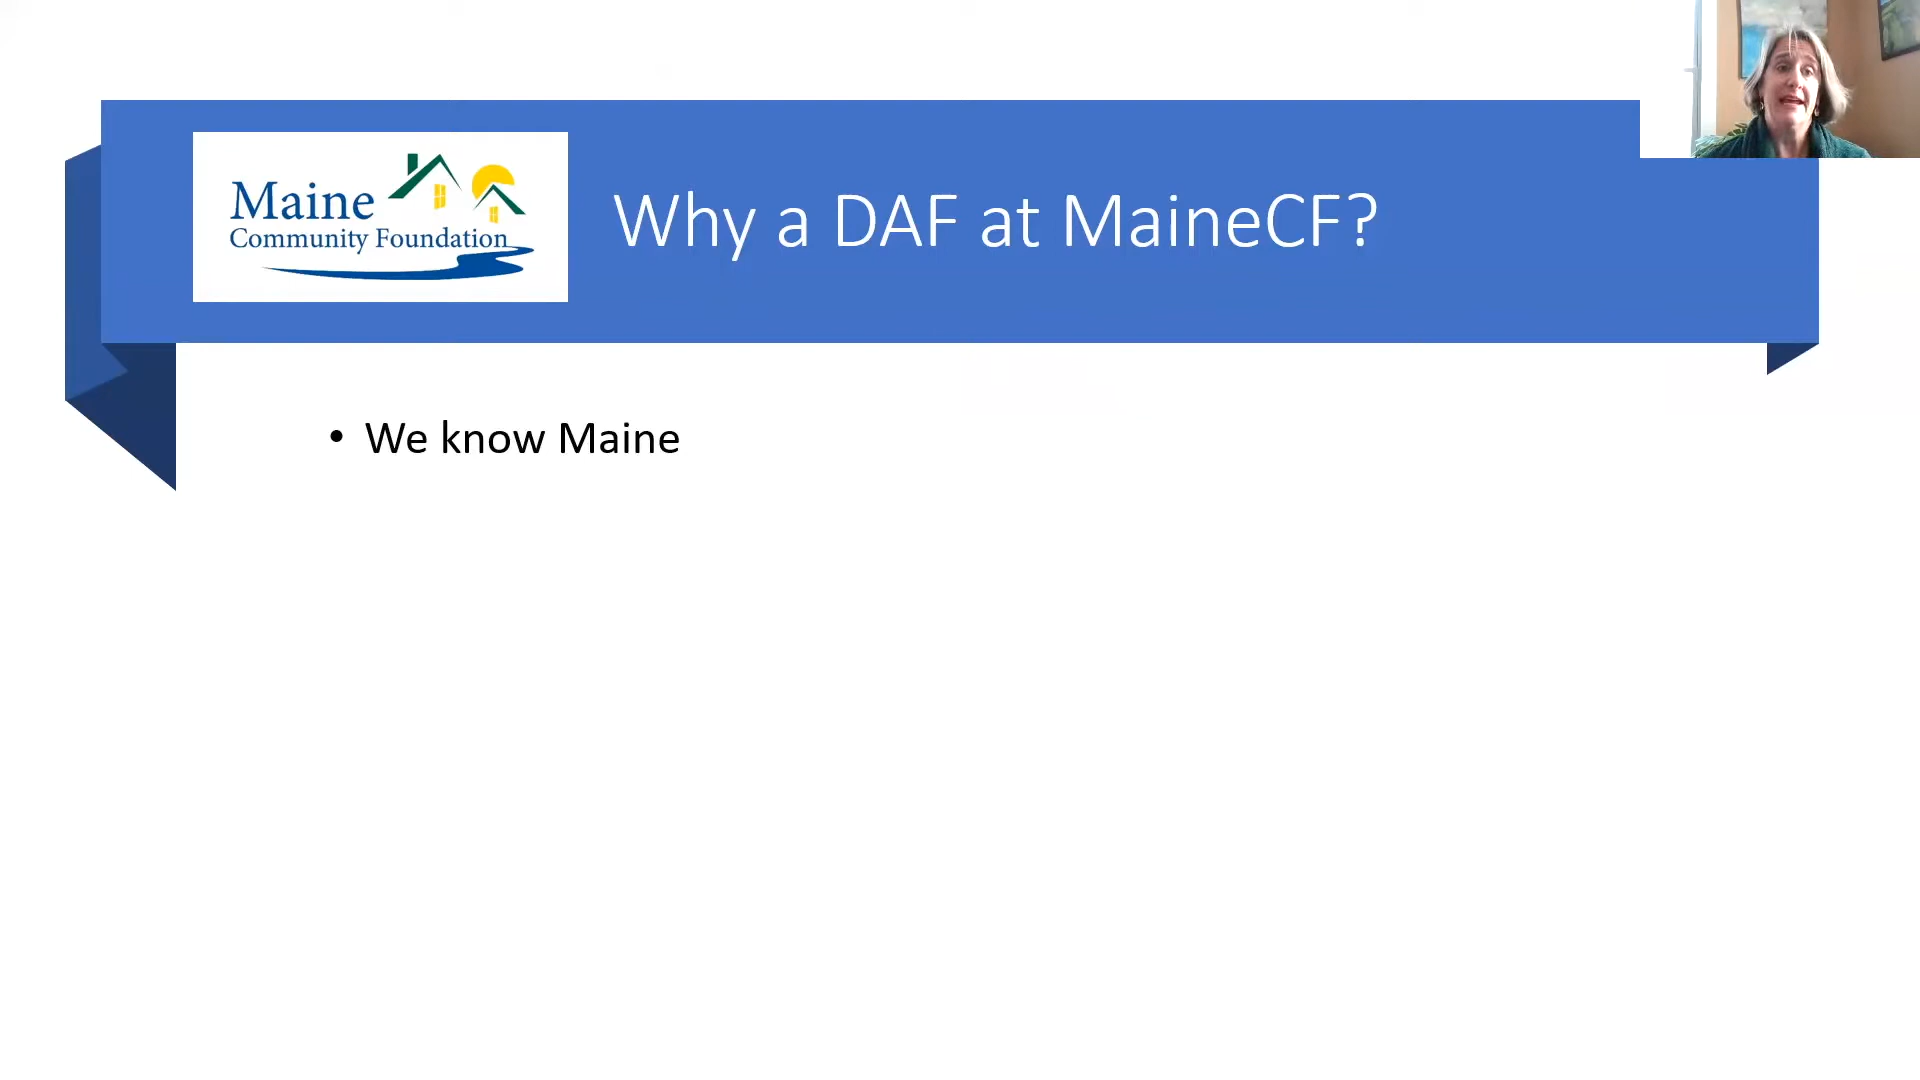 Maine
Community Foundation
Why a DAF at MaineCF?
• We know Maine